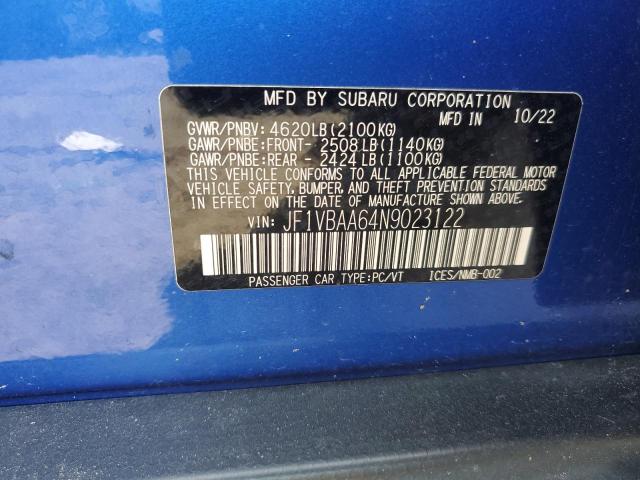 MFD BY SUBARU CORPORATION
MFD IN 10/22
GVWR/PNBV: 4620LB(2100KG)
GAWR/PNBE:FRONT- 2508LB(1140KG)
GAWR/PNBE:REAR - 2424LB(1100KG)
THIS VEHICLE CONFORMS TO ALL APPLICABLE FEDERAL MOTOR
VEHICLE SAFETY, BUMPER, AND THEFT PREVENTION STANDARDS
IN EFFECT ON THE DATE OF MANUFACTURE SHOWN ABOVE.
VIN: JF1VBAA64N9023122
PASSENGER CAR TYPE:PC/VT ICES/NMB-002